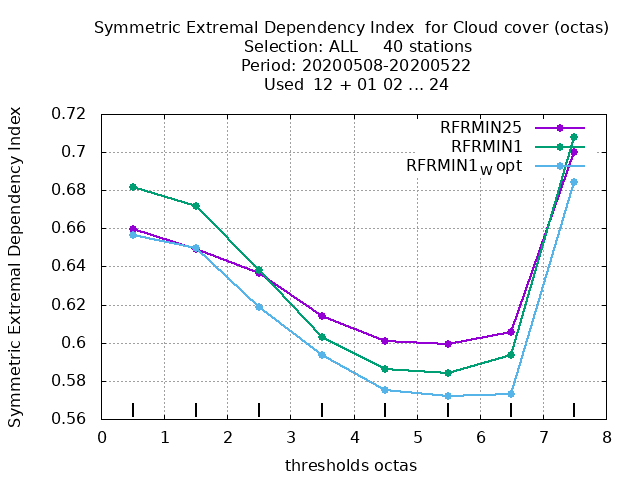 Symmetric Extremal Dependency Index  for Cloud cover (octas)
Selection: ALL     40 stations
Period: 20200508-20200522
Used  12 + 01 02 ... 24
Symmetric Extremal Dependency Index
0.72
0.7
0.68
0.66
0.64
0.62
0.6
0.58
0.56
RFRMIN25
RFRMIN1
RFRMIN1W opt
0 1 2 3 4 5 6 7 8
thresholds octas